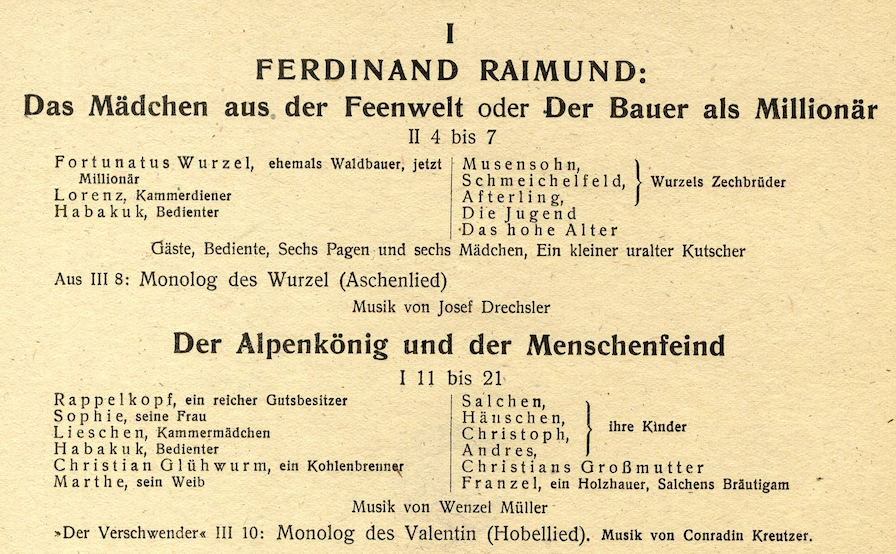 I
FERDINAND RAIMUND:
Das Mädchen aus der Feenwelt oder Der Bauer als Millionär
II 4 bis 7
Fortunatus Wurzel, ehemals Waldbauer, jetzt
Millionär
Lorenz, Kammerdiener
Habakuk, Bedienter
Musensohn,
Schmeichelfeld,
Afterling,
Wurzels Zechbrüder
Die Jugend
Das hohe Alter
Gäste, Bediente, Sechs Pagen und sechs Mädchen, Ein kleiner uralter Kutscher
Aus III 8: Monolog des Wurzel (Aschenlied)
Musik von Josef Drechsler
Der Alpenkönig und der Menschenfeind
I 11 bis 21
Rappelkopf, ein reicher Gutsbesitzer
Sophie, seine Frau
Lieschen, Kammermädchen
Habakuk, Bedienter
Christian Glühwurm, ein Kohlenbrenner
Marthe, sein Weib
Salchen,
Hänschen,
Christoph,
Andres,
ihre Kinder
Christians Großmutter
Franzel, ein Holzhauer, Salchens Bräutigam
Musik von Wenzel Müller
»Der Verschwender« III 10: Monolog des Valentin (Hobellied). Musik von Conradin Kreutzer.